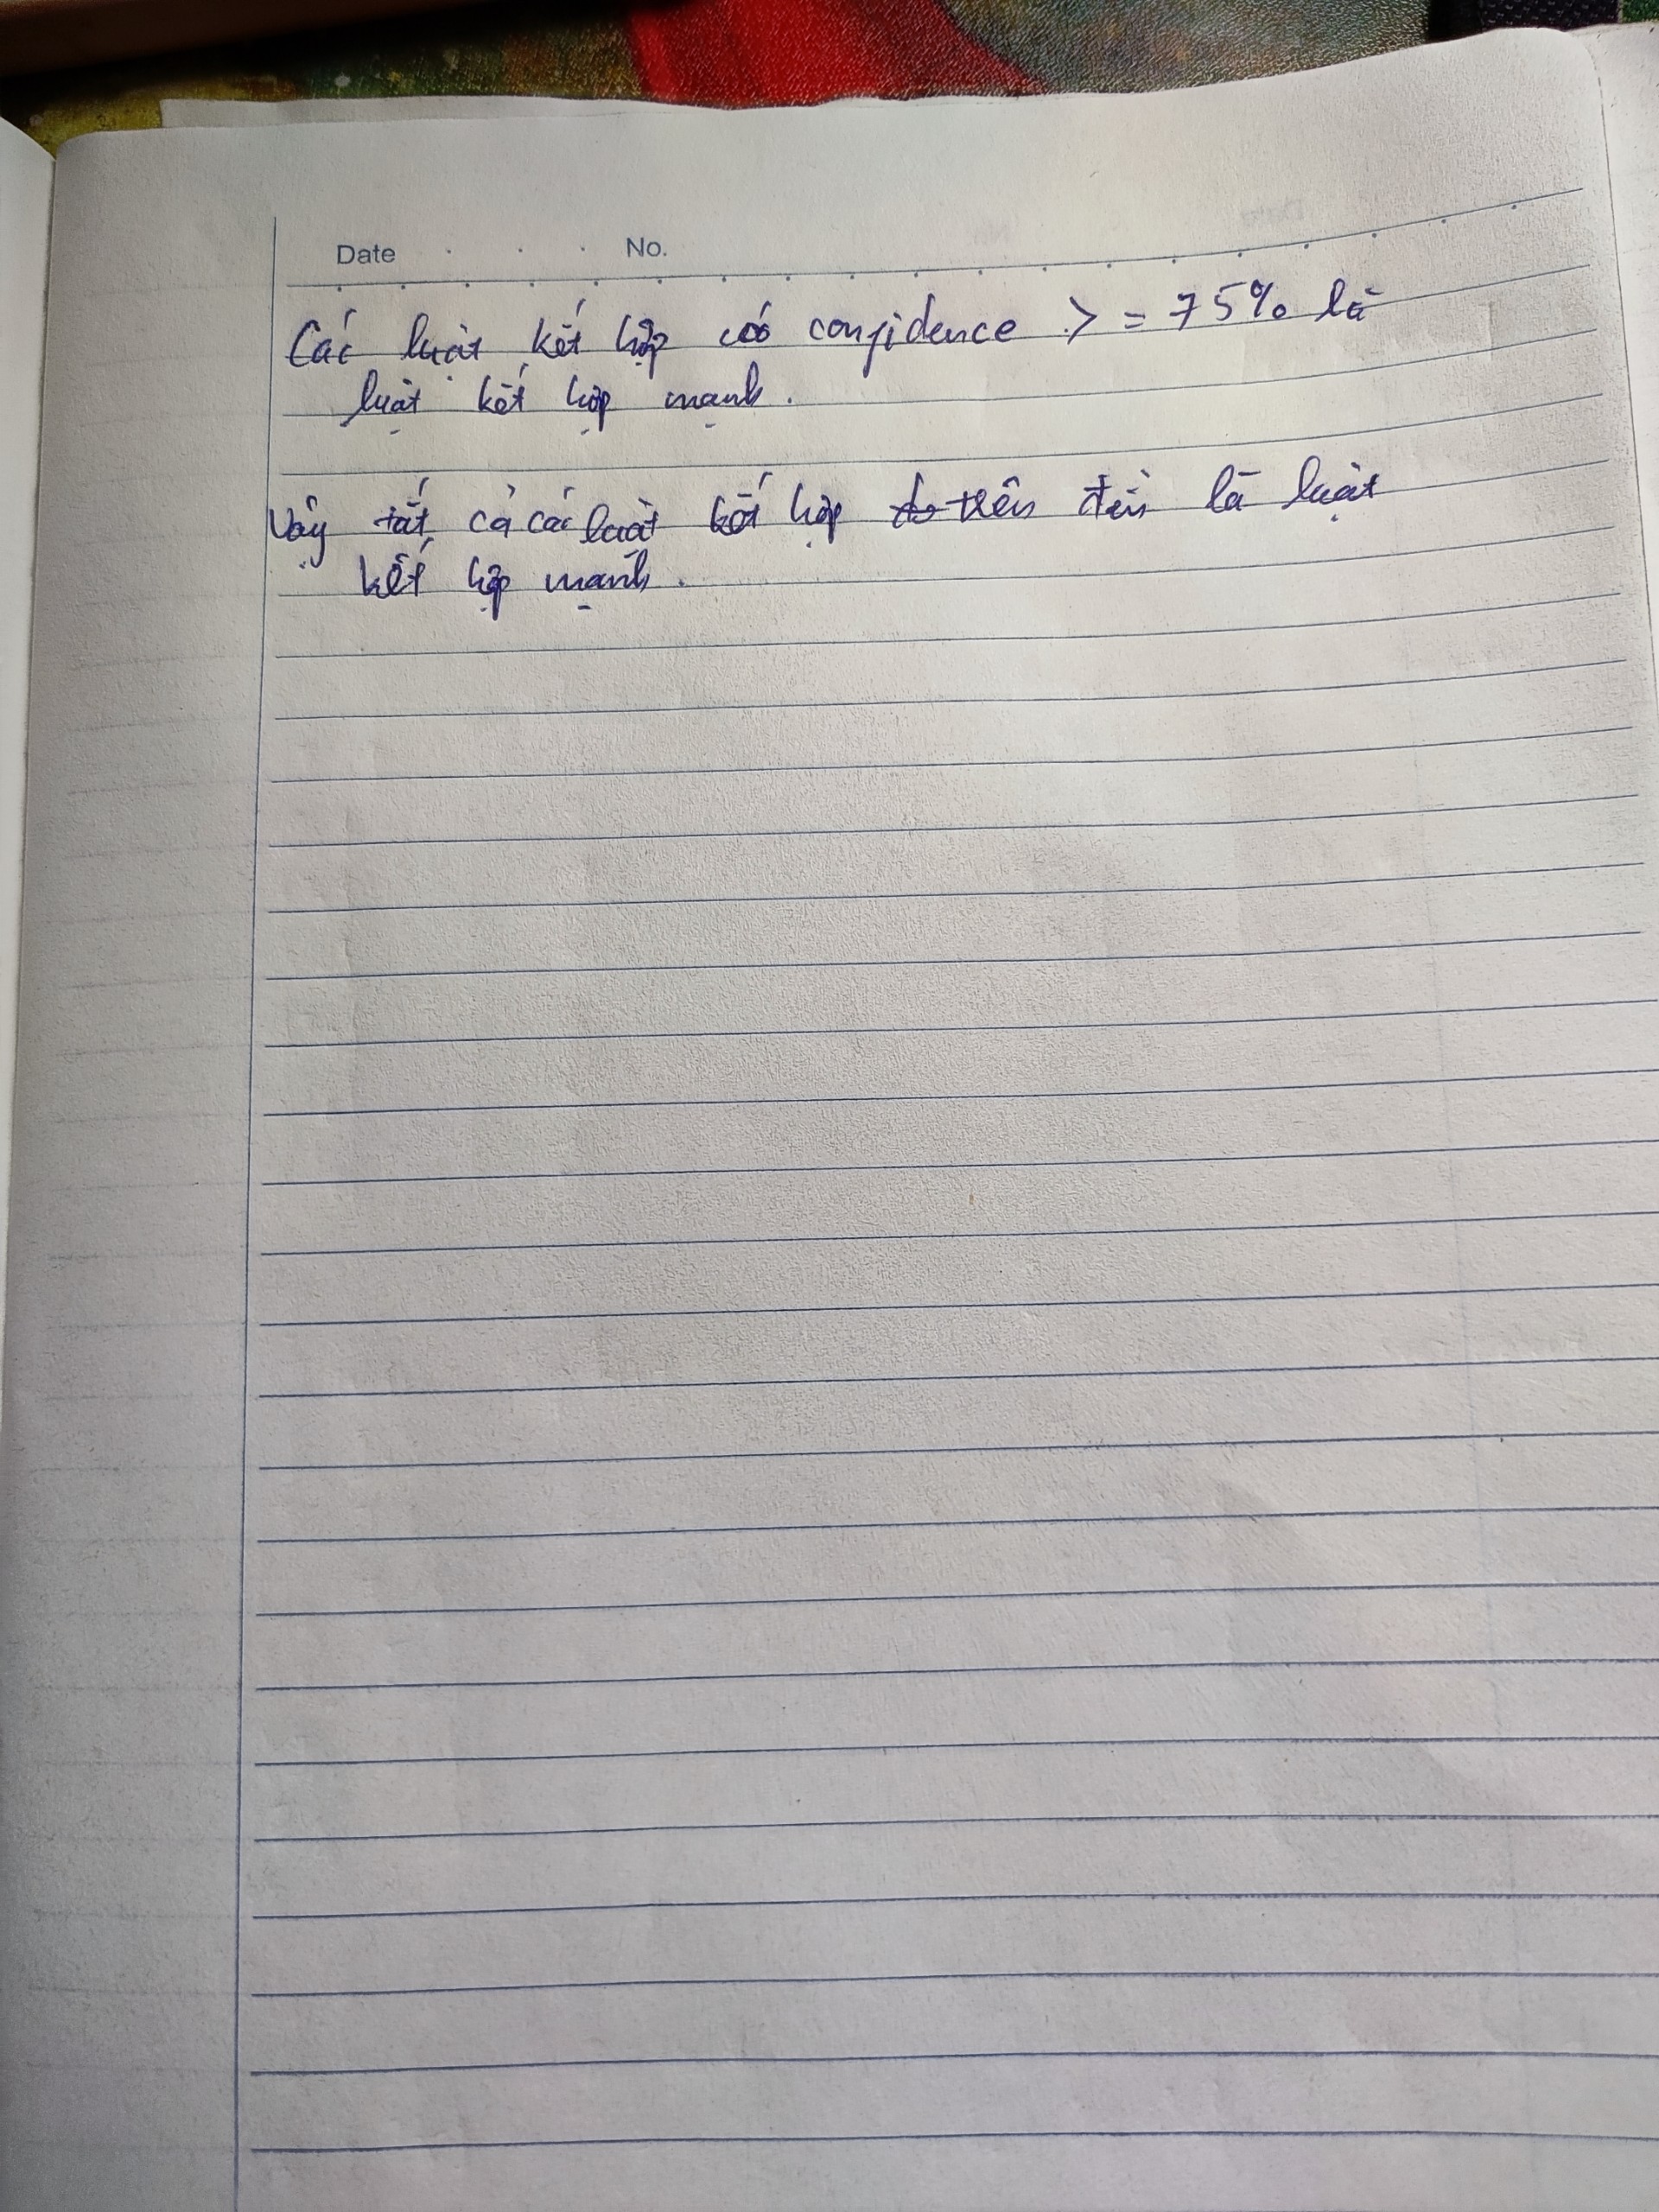 Date No.
Các luật kết hợp có confidence >= 75% là
luật kết hợp mạnh.
Vậy tất cả các luật kết hợp trên đều là luật
kết hợp mạnh.